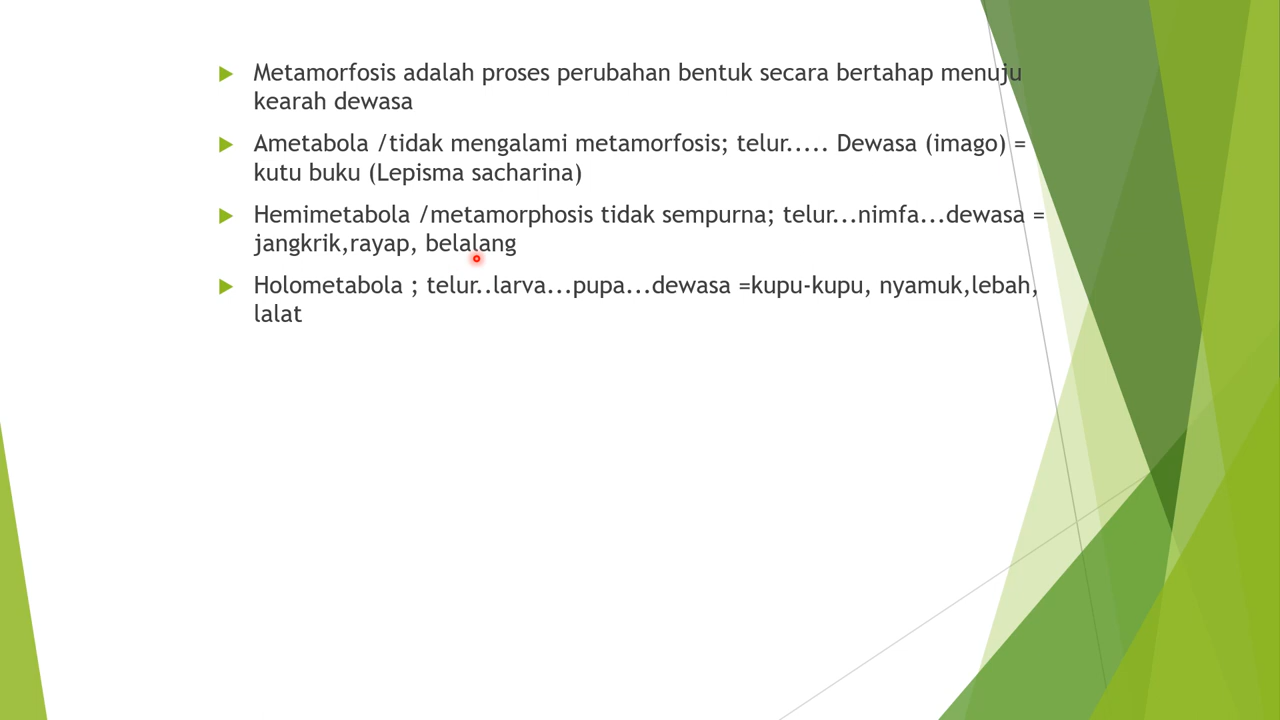 Metamorfosis adalah proses perubahan bentuk secara bertahap menuju
kearah dewasa
Ametabola /tidak mengalami metamorfosis; telur..... Dewasa (imago) =
kutu buku (Lepisma sacharina)
Hemimetabola /metamorphosis tidak sempurna; telur...nimfa...dewasa =
jangkrik,rayap, belalang
Holometabola ; telur..larva...pupa...dewasa =kupu-kupu, nyamuk,lebah,
lalat